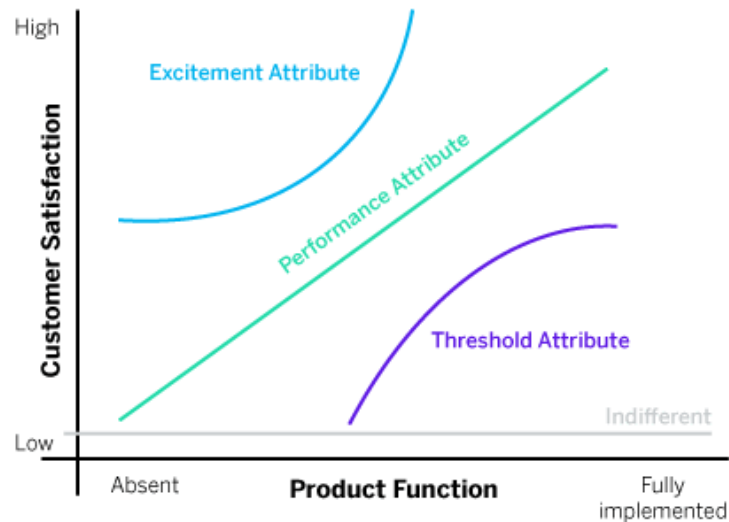 High
Excitement Attribute
Customer Satisfaction
Performance Attribute
Threshold Attribute
Indifferent
Low
Absent
Product Function
Fully
implemented